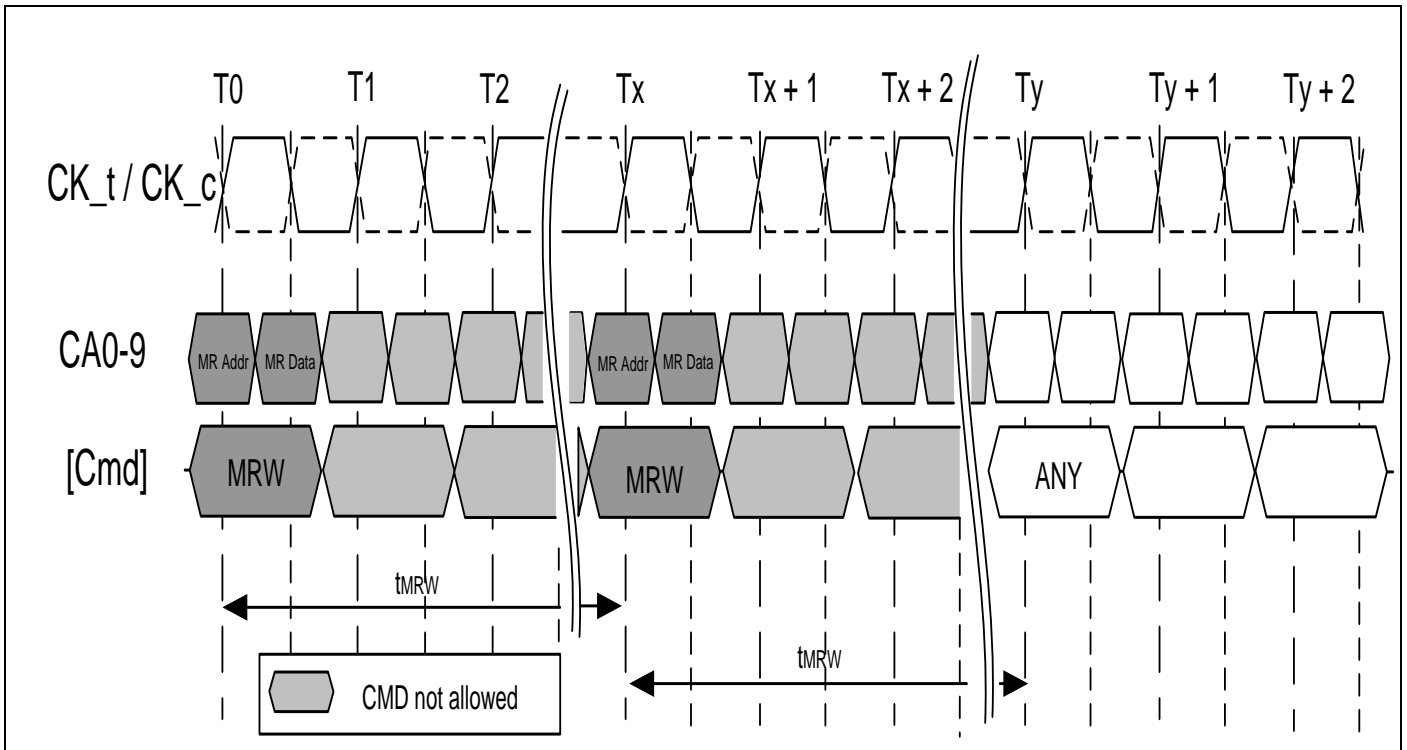 T0 T1 T2 Tx Tx + 1 Tx + 2 Ty Ty + 1 Ty + 2
CK_t / CK_c
CA0-9 MR Addr MR Data MR Addr MR Data
[Cmd] MRW MRW ANY
tMRW
tMRW
CMD not allowed